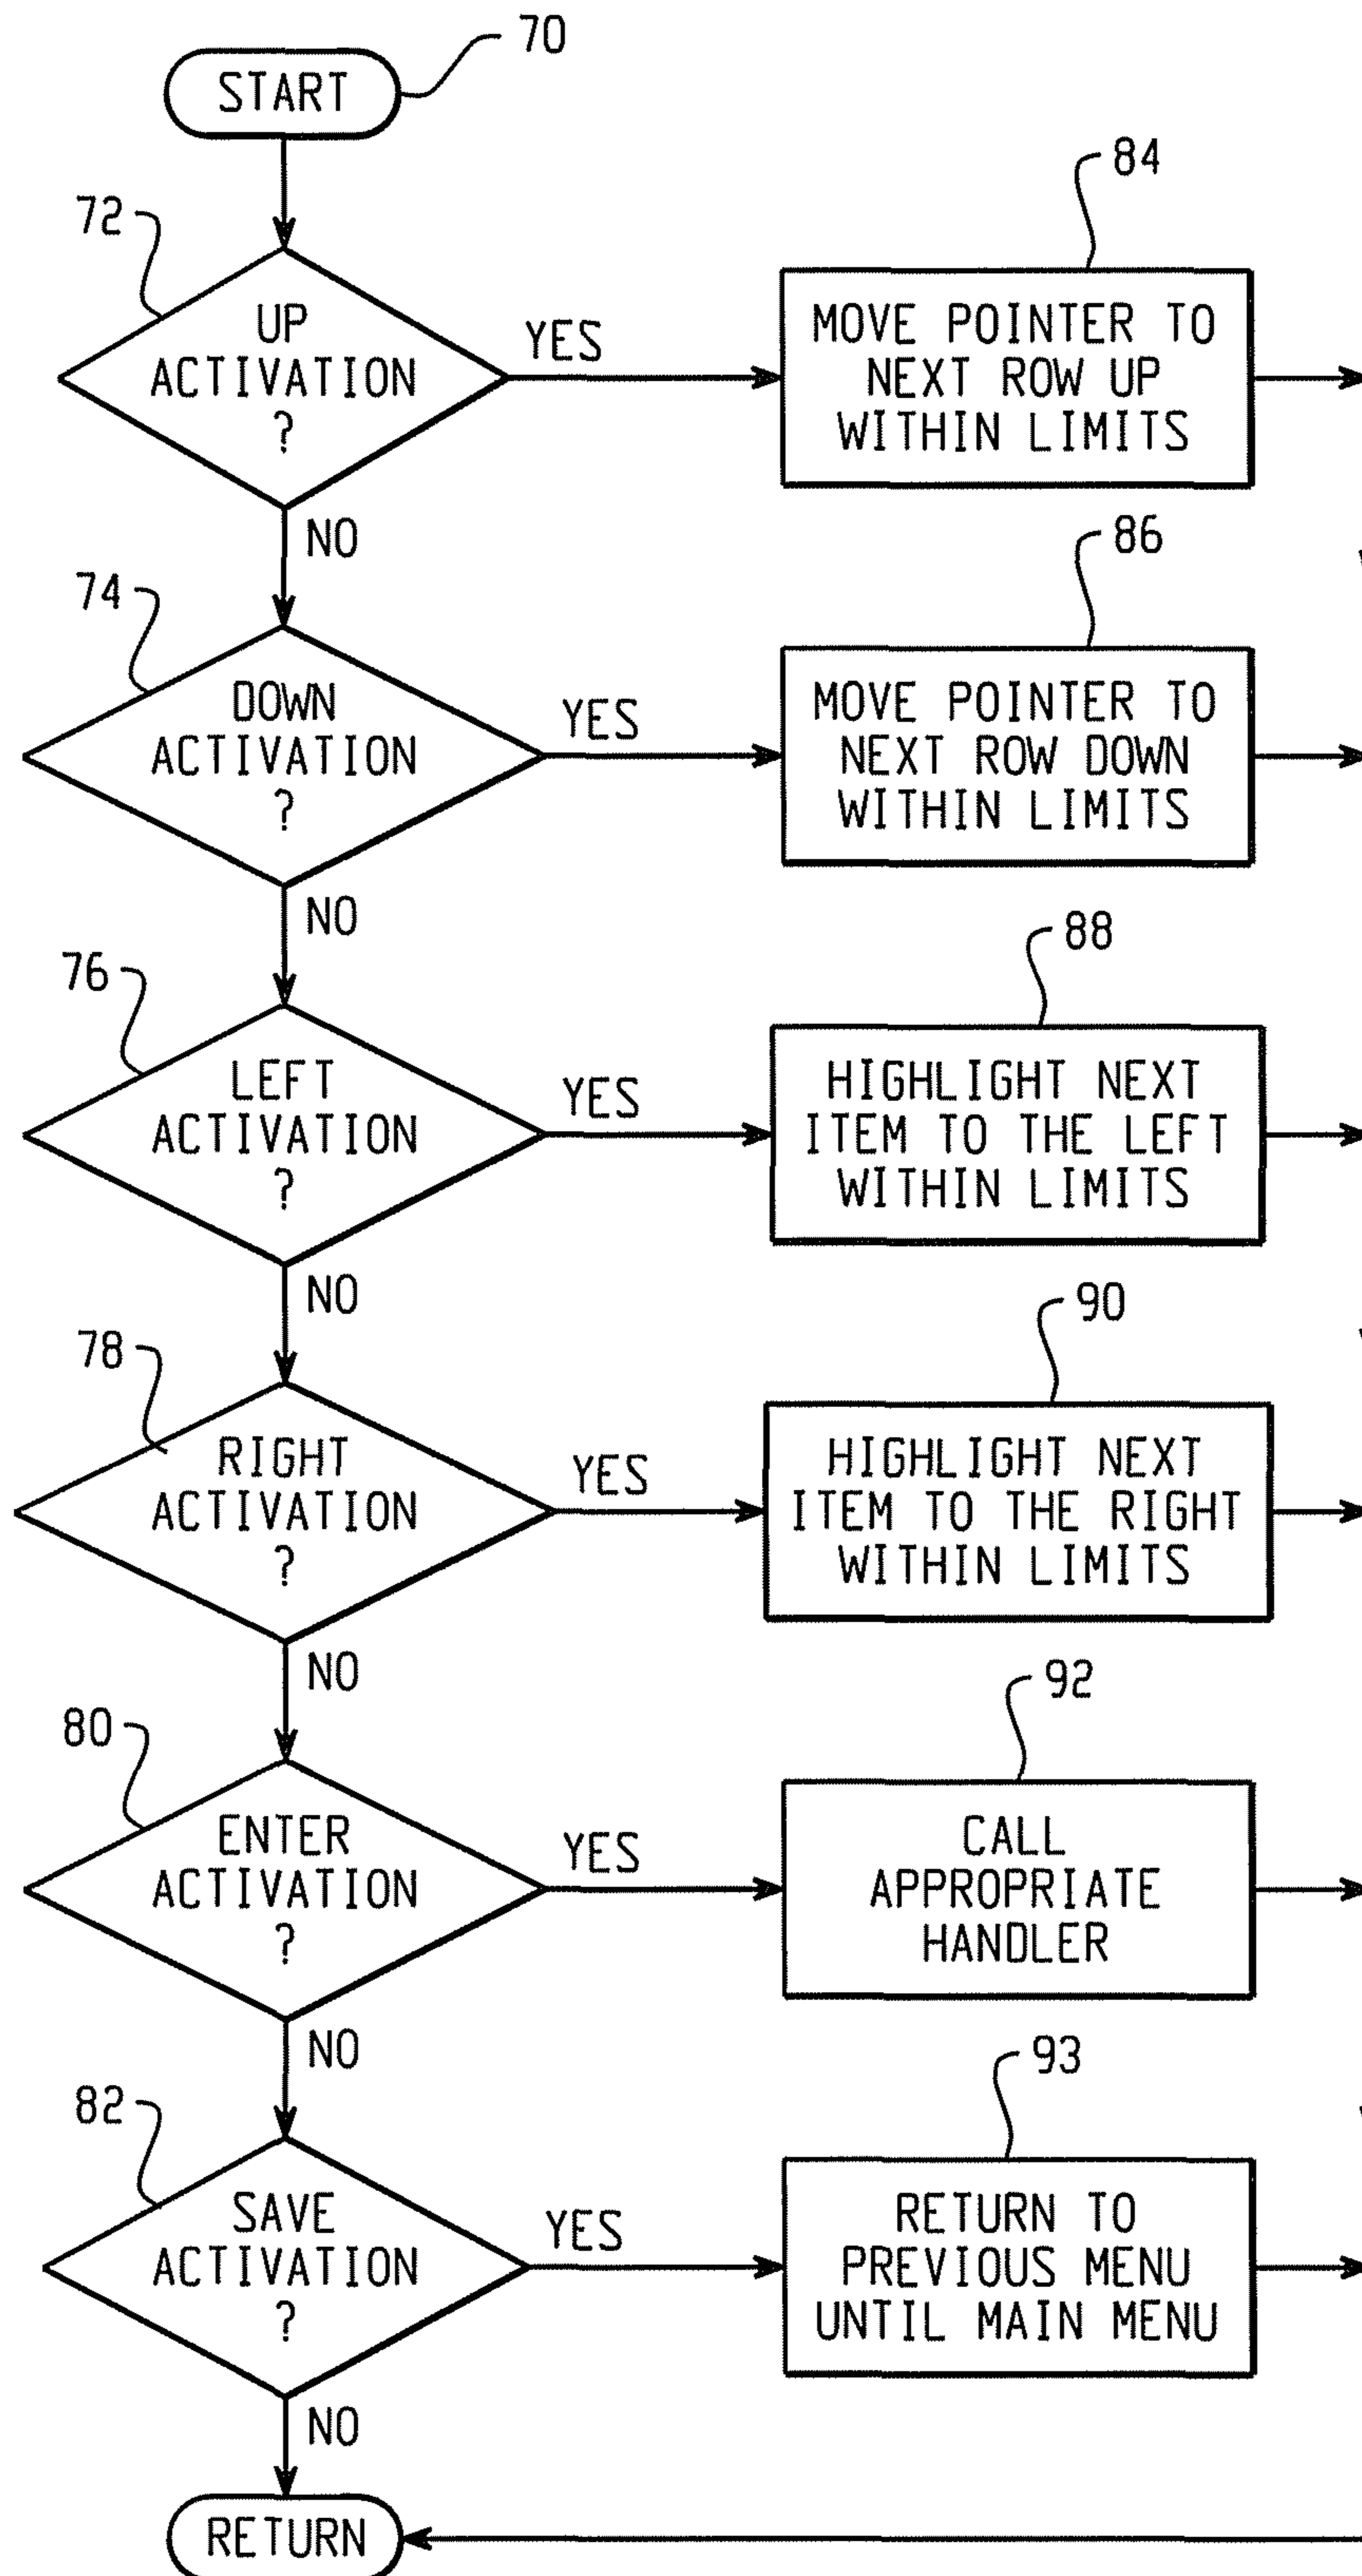 70
START
84
72
UP
ACTIVATION
?
YES
MOVE POINTER TO
NEXT ROW UP
WITHIN LIMITS
NO
86
74
DOWN
ACTIVATION
?
YES
MOVE POINTER TO
NEXT ROW DOWN
WITHIN LIMITS
NO
88
76
LEFT
ACTIVATION
?
YES
HIGHLIGHT NEXT
ITEM TO THE LEFT
WITHIN LIMITS
NO
90
78
RIGHT
ACTIVATION
?
YES
HIGHLIGHT NEXT
ITEM TO THE RIGHT
WITHIN LIMITS
NO
92
80
ENTER
ACTIVATION
?
YES
CALL
APPROPRIATE
HANDLER
NO
93
82
SAVE
ACTIVATION
?
YES
RETURN TO
PREVIOUS MENU
UNTIL MAIN MENU
NO
RETURN